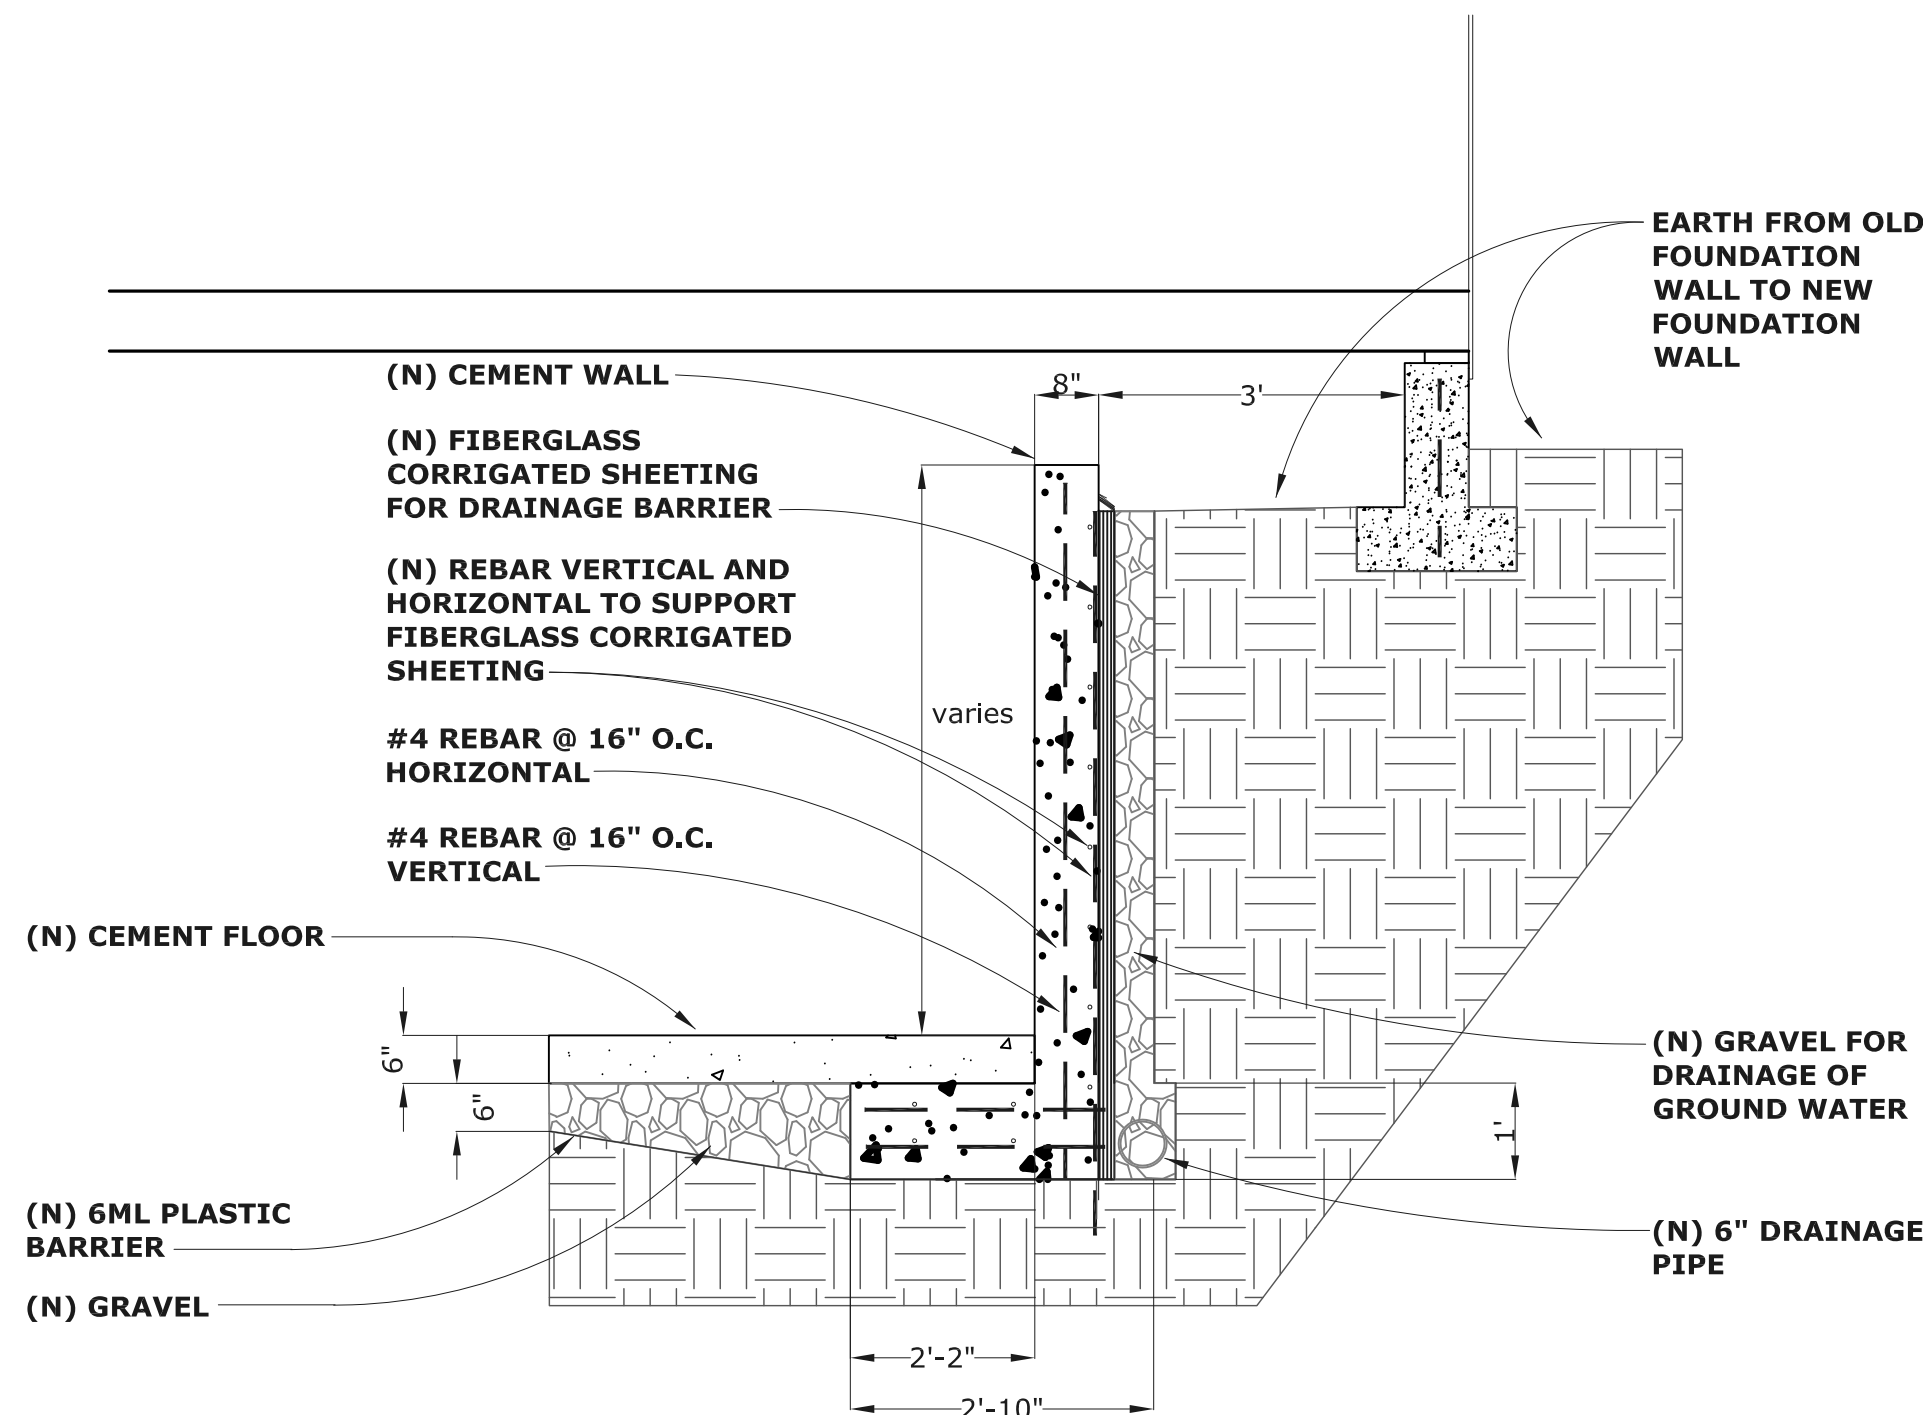 EARTH FROM OLD
FOUNDATION
WALL TO NEW
FOUNDATION
WALL
(N) CEMENT WALL
8"
3'
(N) FIBERGLASS
CORRIGATED SHEETING
FOR DRAINAGE BARRIER
(N) REBAR VERTICAL AND
HORIZONTAL TO SUPPORT
FIBERGLASS CORRIGATED
SHEETING
varies
#4 REBAR @ 16" O.C.
HORIZONTAL
#4 REBAR @ 16" O.C.
VERTICAL
(N) CEMENT FLOOR
6"
6"
(N) GRAVEL FOR
DRAINAGE OF
GROUND WATER
1'
(N) 6ML PLASTIC
BARRIER
(N) 6" DRAINAGE
PIPE
(N) GRAVEL
2'-2"
2'-10"